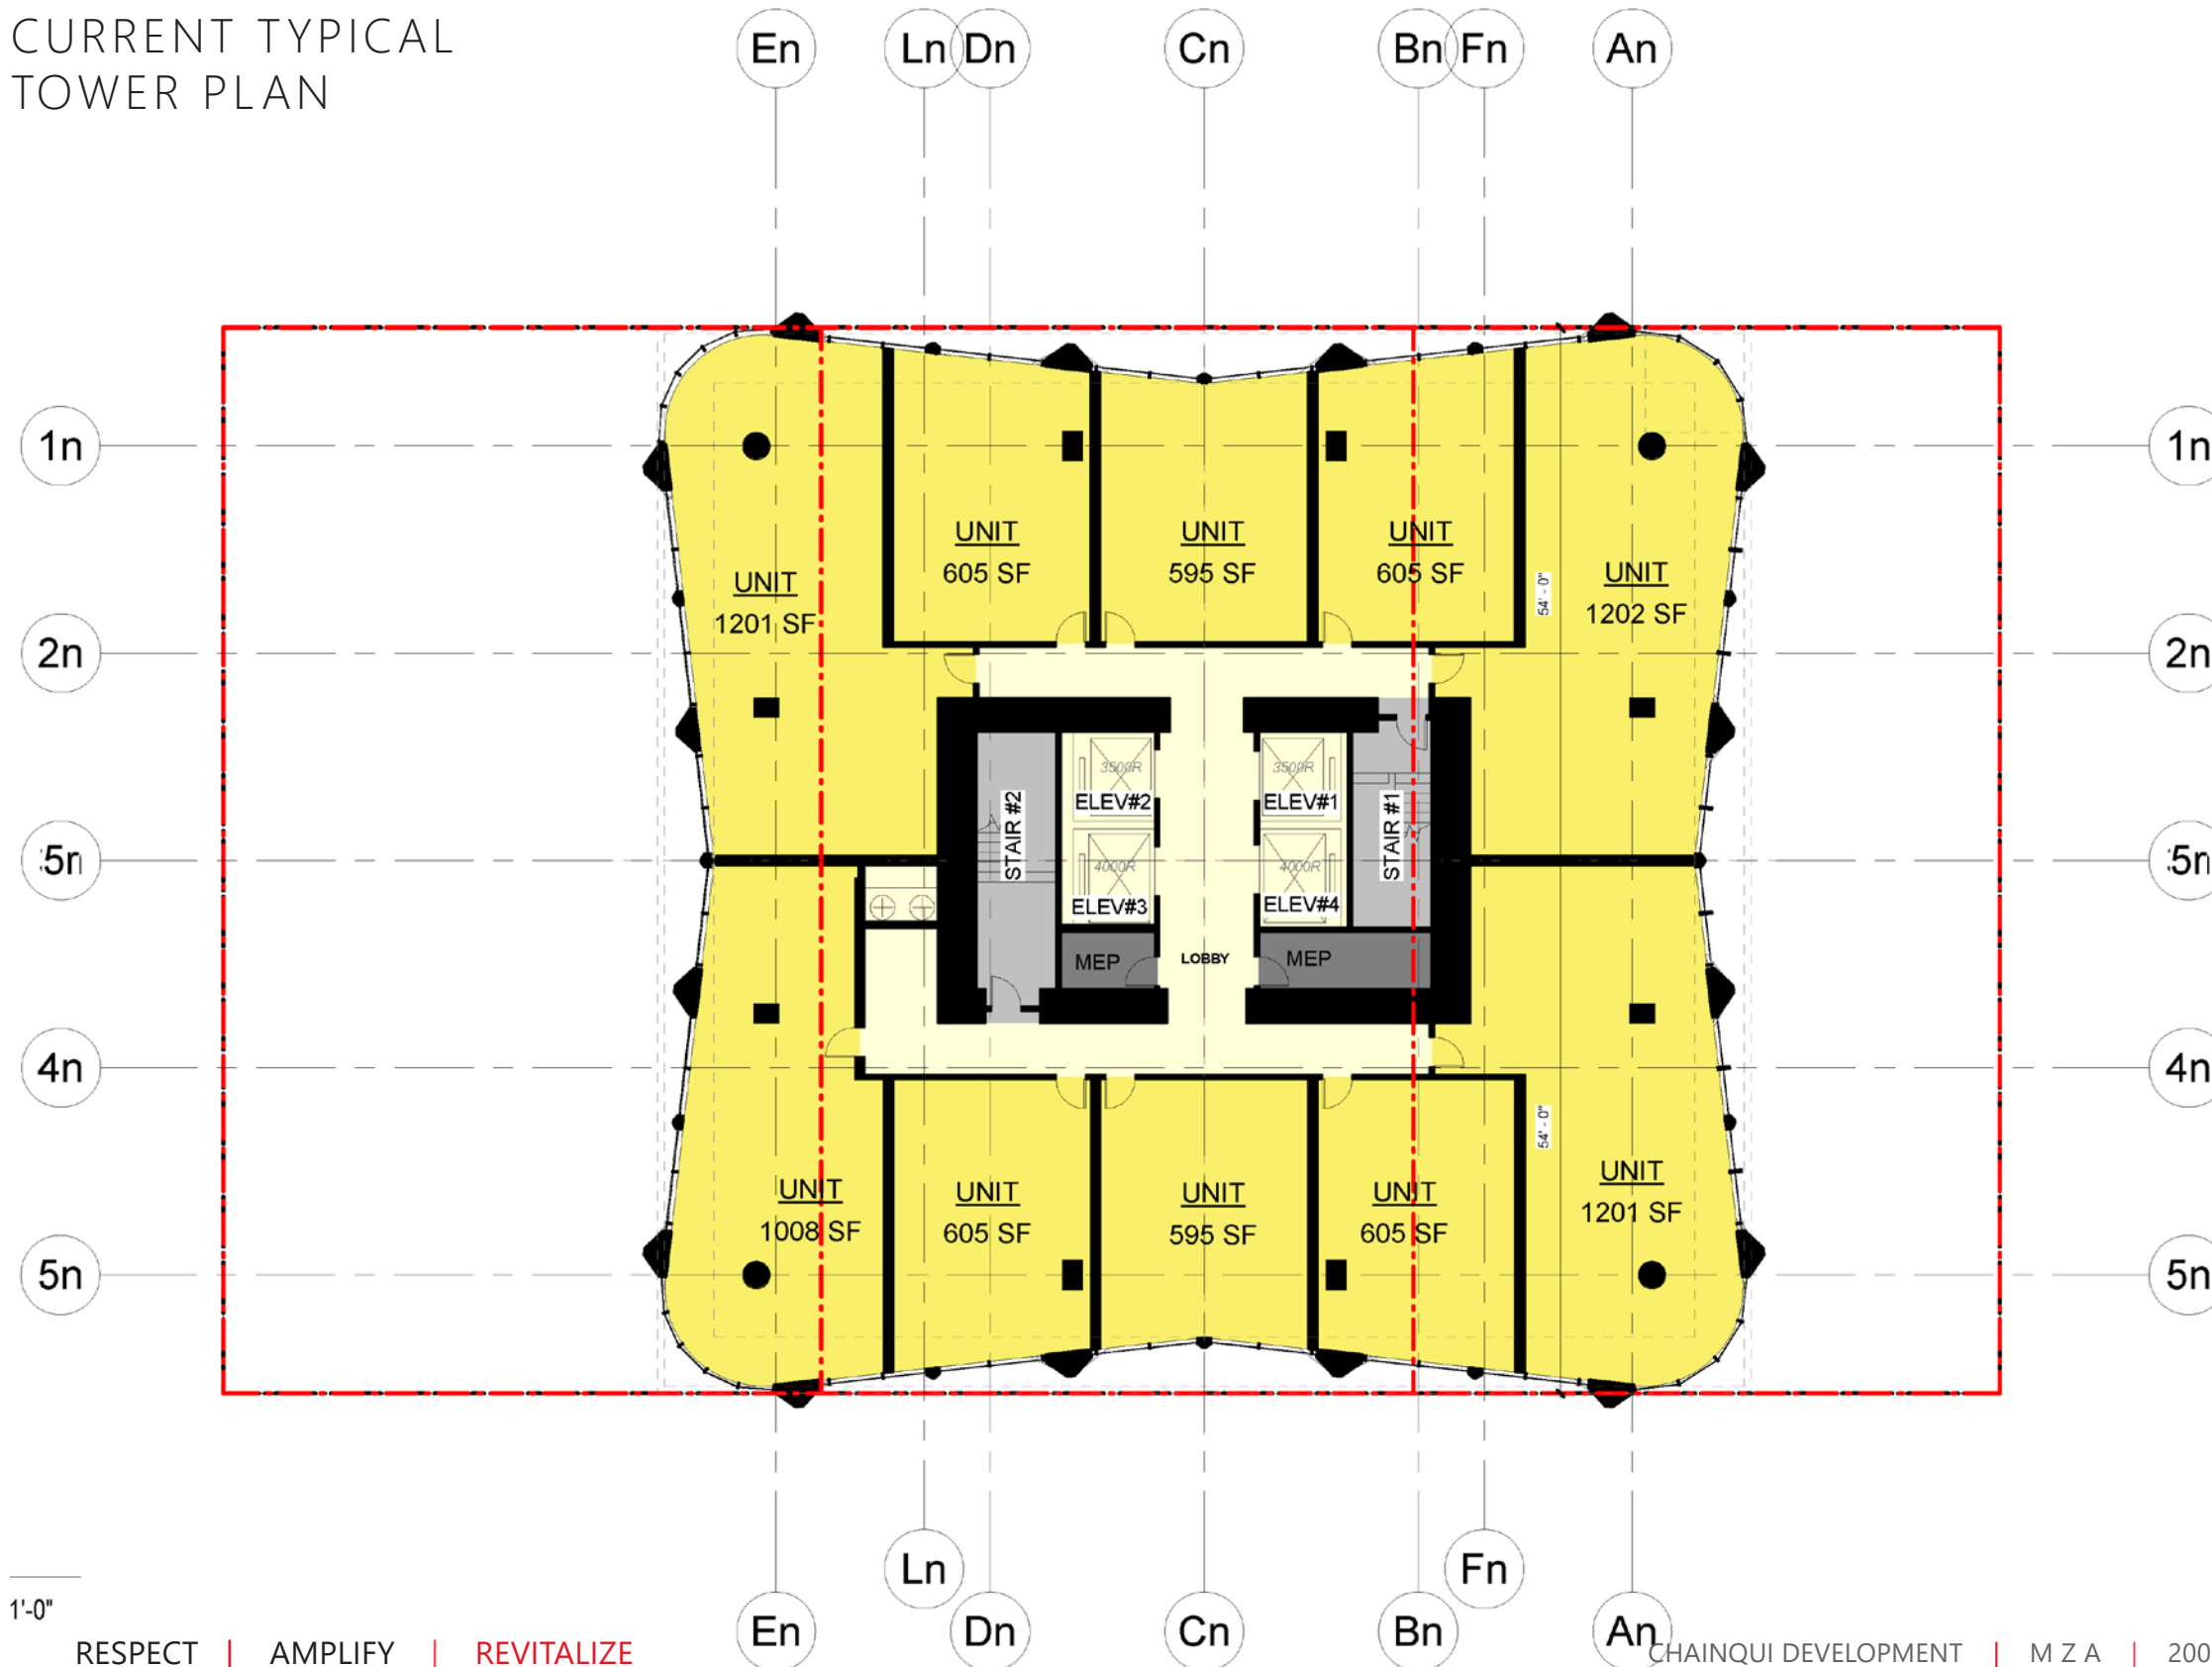 CURRENT TYPICAL
TOWER PLAN
En Ln Dn Cn Bn Fn An
1n 1n
UNIT UNIT UNIT
605 SF 595 SF 605 SF
UNIT UNIT
1201 SF 1202 SF
54' - 0"
2n 2n
3500R 3500R
ELEV#2 ELEV#1
STAIR #2 STAIR #1
:5n :5n
4000R 4000R
ELEV#3 ELEV#4
MEP LOBBY MEP
4n 4n
54' - 0"
UNIT UNIT UNIT UNIT UNIT
1008 SF 605 SF 595 SF 605 SF 1201 SF
5n 5n
Ln Fn
En Dn Cn Bn An
1'-0"
RESPECT | AMPLIFY | REVITALIZE
CHAINQUI DEVELOPMENT | M Z A | 200